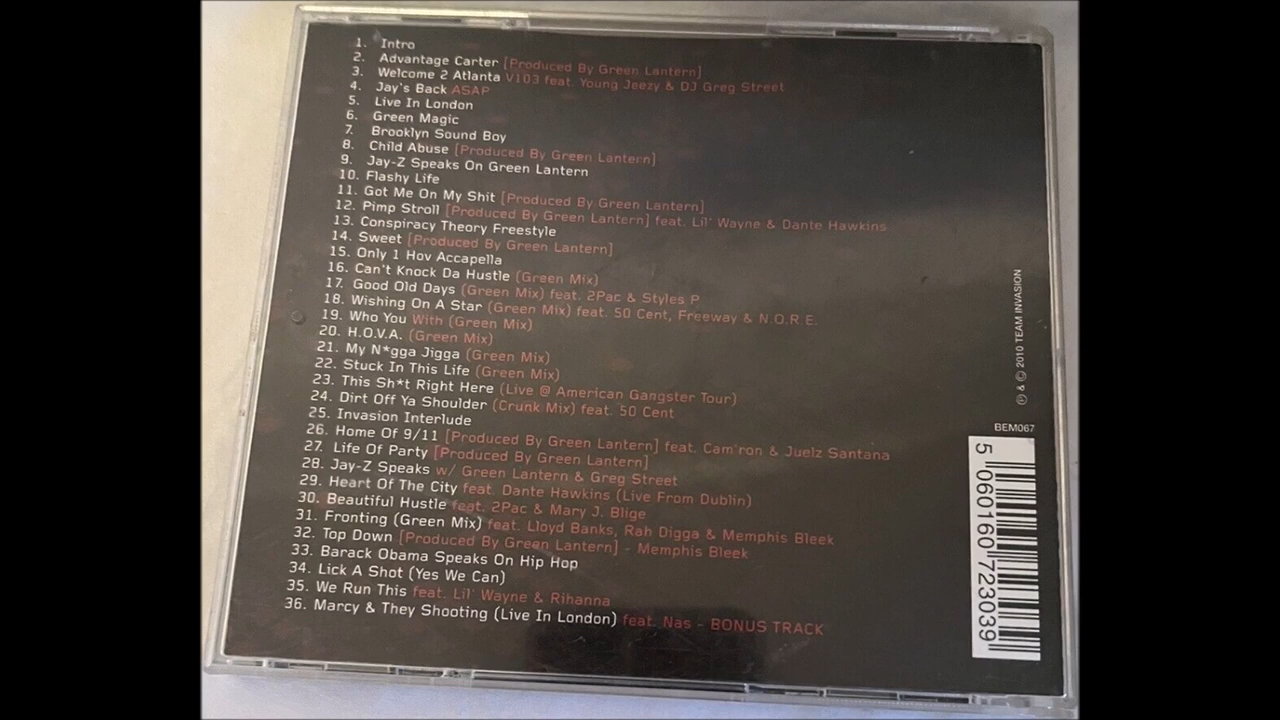 1. Intro
2. Advantage Carter [Produced By Green Lantern]
3. Welcome 2 Atlanta V103 feat. Young Jeezy & DJ Greg Street
4. Jay's Back ASAP
5. Live In London
6. Green Magic
7. Brooklyn Sound Boy
8. Child Abuse [Produced By Green Lantern]
9. Jay-Z Speaks On Green Lantern
10. Flashy Life
11. Got Me On My Shit [Produced By Green Lantern]
12. Pimp Stroll [Produced By Green Lantern] feat. Lil' Wayne & Dante Hawkins
13. Conspiracy Theory Freestyle
14. Sweet [Produced By Green Lantern]
15. Only 1 Hov Accapella
16. Can't Knock Da Hustle (Green Mix)
17. Good Old Days (Green Mix) feat. 2Pac & Styles P
18. Wishing On A Star (Green Mix) feat. 50 Cent, Freeway & N.O.R.E.
19. Who You With (Green Mix)
20. H.O.V.A. (Green Mix)
21. My N*gga Jigga (Green Mix)
22. Stuck In This Life (Green Mix)
23. This Sh*t Right Here (Live @ American Gangster Tour)
24. Dirt Off Ya Shoulder (Crunk Mix) feat. 50 Cent
25. Invasion Interlude
26. Home Of 9/11 [Produced By Green Lantern] feat. Cam'ron & Juelz Santana
27. Life Of Party [Produced By Green Lantern]
28. Jay-Z Speaks w/ Green Lantern & Greg Street
29. Heart Of The City feat. Dante Hawkins (Live From Dublin)
30. Beautiful Hustle feat. 2Pac & Mary J. Blige
31. Fronting (Green Mix) feat. Lloyd Banks, Rah Digga & Memphis Bleek
32. Top Down [Produced By Green Lantern] - Memphis Bleek
33. Barack Obama Speaks On Hip Hop
34. Lick A Shot (Yes We Can)
35. We Run This feat. Lil' Wayne & Rihanna
36. Marcy & They Shooting (Live In London) feat. Nas - BONUS TRACK
℗ & © 2010 TEAM INVASION
BEM067
5 060160 723039